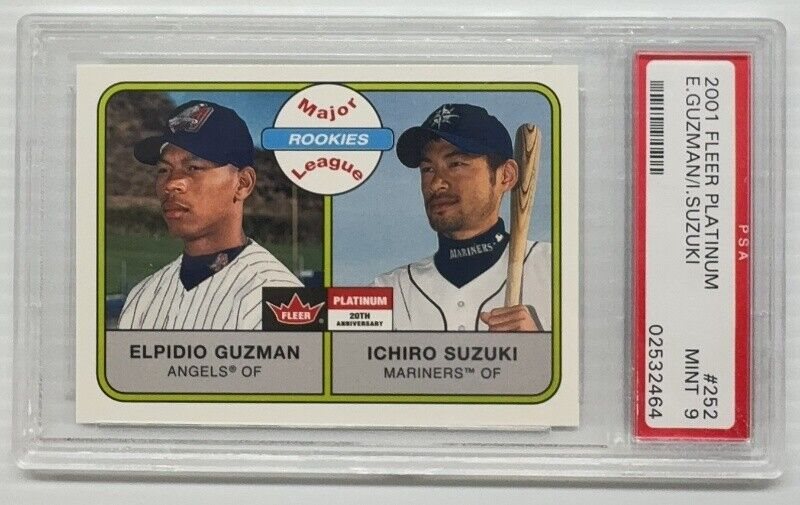 Major
ROOKIES
League
MARINERS
FLEER
PLATINUM
20TH
ANNIVERSARY
ELPIDIO GUZMAN
ANGELS® OF
ICHIRO SUZUKI
MARINERS™ OF
PSA
2001 FLEER PLATINUM #252
E.GUZMAN/I.SUZUKI MINT 9
02532464